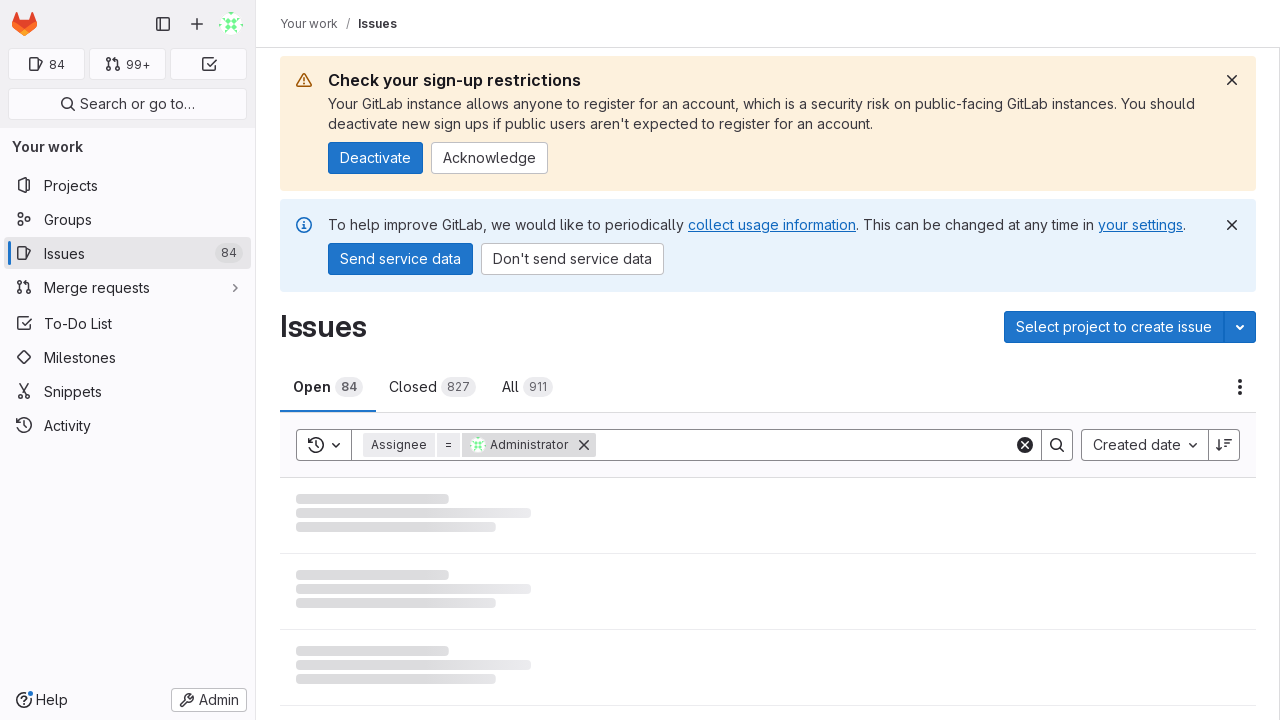 Your work / Issues
84
99+
Search or go to…
Your work
Projects
Groups
Issues 84
Merge requests
To-Do List
Milestones
Snippets
Activity
Help
Admin
Check your sign-up restrictions
Your GitLab instance allows anyone to register for an account, which is a security risk on public-facing GitLab instances. You should
deactivate new sign ups if public users aren't expected to register for an account.
Deactivate
Acknowledge
To help improve GitLab, we would like to periodically collect usage information. This can be changed at any time in your settings.
Send service data
Don't send service data
Issues
Select project to create issue
Open 84
Closed 827
All 911
Assignee = Administrator
Created date